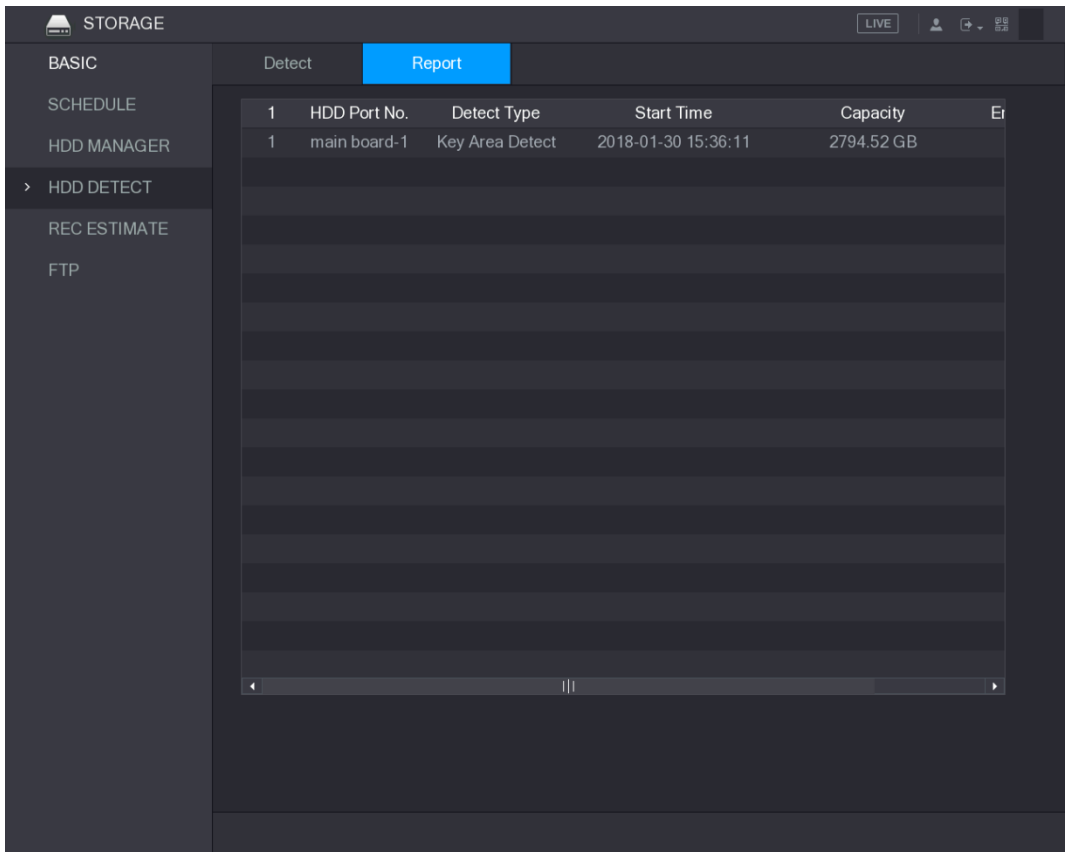 STORAGE LIVE
BASIC
SCHEDULE
HDD MANAGER
HDD DETECT
REC ESTIMATE
FTP
Detect Report
1 HDD Port No. Detect Type Start Time Capacity
1 main board-1 Key Area Detect 2018-01-30 15:36:11 2794.52 GB